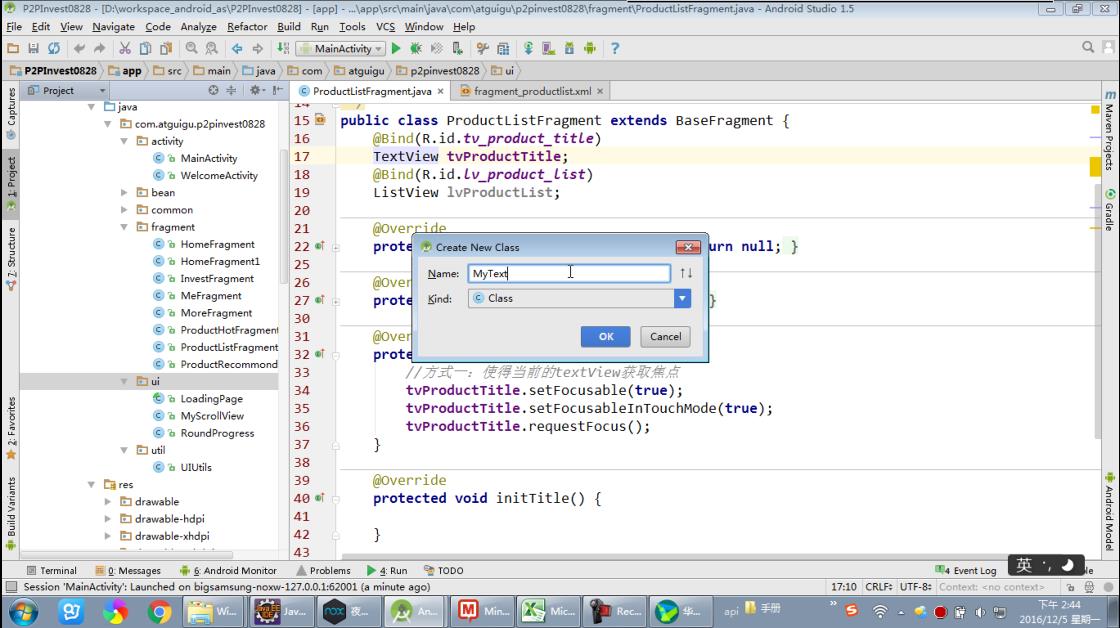 P2PInvest0828 - [D:\workspace_android_as\P2PInvest0828] - [app] - ...\app\src\main\java\com\atguigu\p2pinvest0828\fragment\ProductListFragment.java - Android Studio 1.5
File Edit View Navigate Code Analyze Refactor Build Run Tools VCS Window Help
MainActivity
P2PInvest0828 app src main java com atguigu p2pinvest0828 ui
Project
ProductListFragment.java
fragment_productlist.xml
Captures
1: Project
7: Structure
2: Favorites
Build Variants
java
com.atguigu.p2pinvest0828
activity
MainActivity
WelcomeActivity
bean
common
fragment
HomeFragment
HomeFragment1
InvestFragment
MeFragment
MoreFragment
ProductHotFragment
ProductListFragment
ProductRecommond
ui
LoadingPage
MyScrollView
RoundProgress
util
UIUtils
res
drawable
drawable-hdpi
drawable-xhdpi
14 */
15 public class ProductListFragment extends BaseFragment {
16 @Bind(R.id.tv_product_title)
17 TextView tvProductTitle;
18 @Bind(R.id.lv_product_list)
19 ListView lvProductList;
20
21 @Override
22 prote urn null; }
25
26 @Ove
27 prote }
30
31 @Ove
32 prote
33 //方式一：使得当前的textView获取焦点
34 tvProductTitle.setFocusable(true);
35 tvProductTitle.setFocusableInTouchMode(true);
36 tvProductTitle.requestFocus();
37 }
38
39 @Override
40 protected void initTitle() {
41
42 }
43
Create New Class
Name: MyText
Kind: Class
OK Cancel
Maven Projects
Gradle
Android Model
Terminal 0: Messages 6: Android Monitor Problems 4: Run TODO 4 Event Log
英
Session 'MainActivity': Launched on bigsamsung-noxw-127.0.0.1:62001 (a minute ago) 17:10 CRLF÷ UTF-8÷ Context: <no context>
W... Jav... 夜... An... Min... Mic... Rec... 华... api 手册
下午 2:44
2016/12/5 星期一